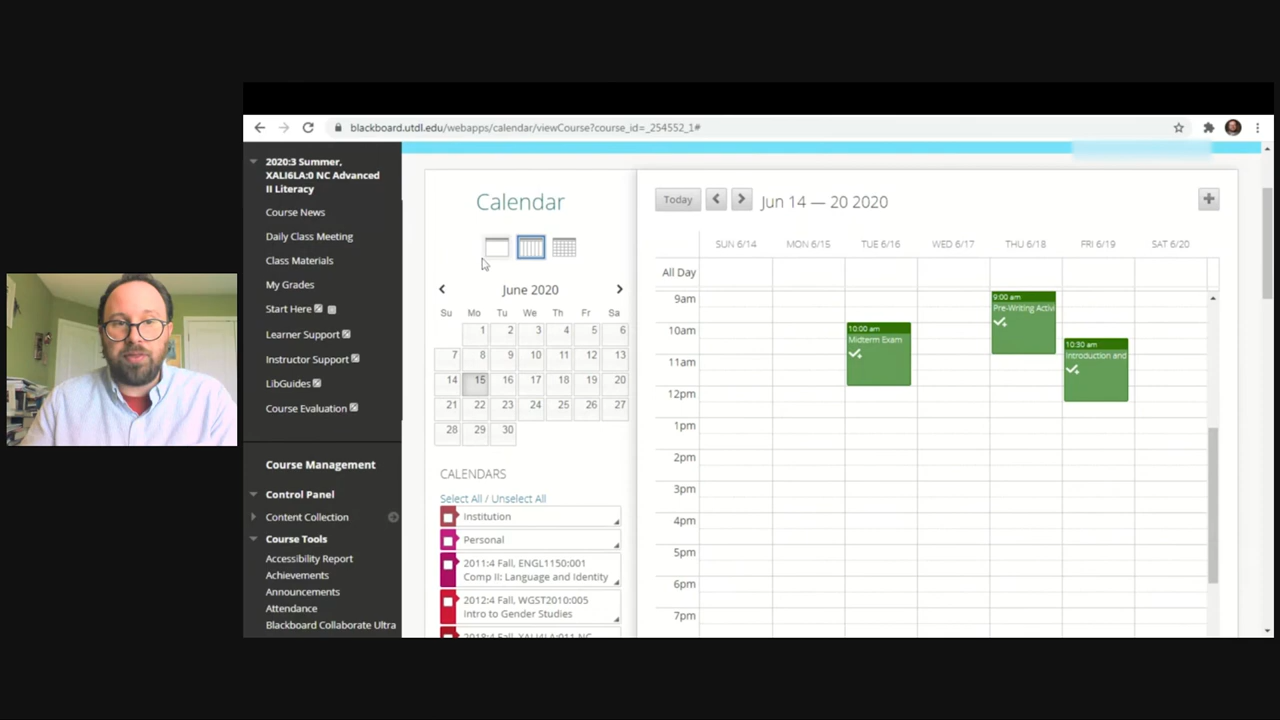 blackboard.utdl.edu/webapps/calendar/viewCourse?course_id=_254552_1#
2020:3 Summer,
XALI6LA:0 NC Advanced
II Literacy
Course News
Daily Class Meeting
Class Materials
My Grades
Start Here
Learner Support
Instructor Support
LibGuides
Course Evaluation
Course Management
Control Panel
Content Collection
Course Tools
Accessibility Report
Achievements
Announcements
Attendance
Blackboard Collaborate Ultra
Calendar
June 2020
Su Mo Tu We Th Fr Sa
1 2 3 4 5 6
7 8 9 10 11 12 13
14 15 16 17 18 19 20
21 22 23 24 25 26 27
28 29 30
CALENDARS
Select All / Unselect All
Institution
Personal
2011:4 Fall, ENGL1150:001
Comp II: Language and Identity
2012:4 Fall, WGST2010:005
Intro to Gender Studies
Today
Jun 14 — 20 2020
SUN 6/14 MON 6/15 TUE 6/16 WED 6/17 THU 6/18 FRI 6/19 SAT 6/20
All Day
9am
10am
11am
12pm
1pm
2pm
3pm
4pm
5pm
6pm
7pm
10:00 am
Midterm Exam
9:00 am
Pre-Writing Activi
10:30 am
Introduction and